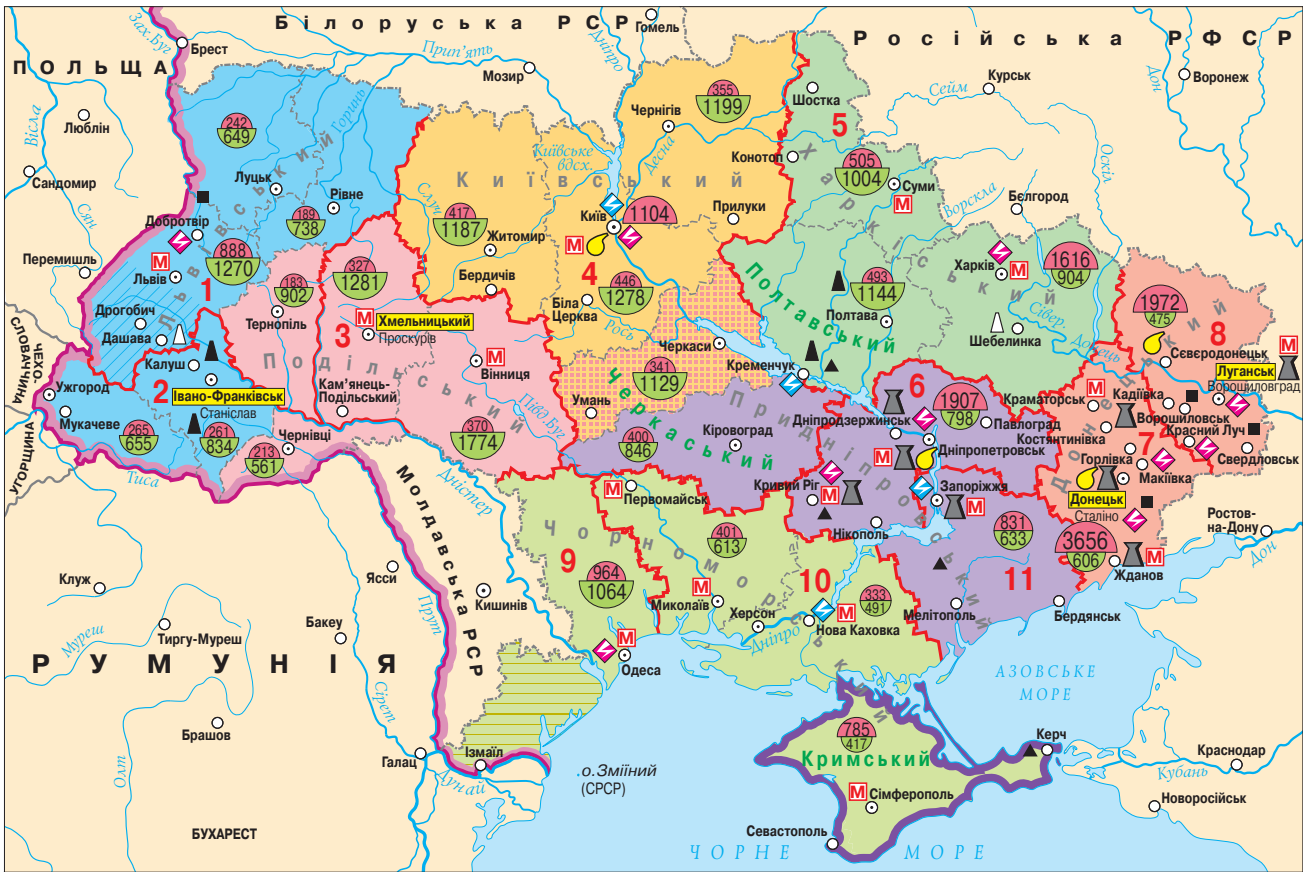 Білоруська РСР
Російська РФСР
ПОЛЬЩА
Зах.Буг
Брест
Прип'ять
Мозир
Дніпро
Гомель
Вісла
Люблін
Сандомир
Сян
Перемишль
Шостка
Курськ
Сейм
Дон
Воронеж
Чернігів
355
1199
Десна
5
Конотоп
242
649
Горинь
Луцьк
Рівне
Київське
вдсх.
Київський
505
1004
Суми
М
Ворскла
Оскіл
Бєлгород
Случ
417
1187
Житомир
Бердичів
Київ
1104
М
Прилуки
4
446
1278
Біла
Церква
Рось
Добротвір
189
738
888
1270
М
Львів
Львівський
1
Дрогобич
Дашава
327
1281
183
902
Тернопіль
М
Хмельницький
Проскурів
3
Подільський
М
Вінниця
Кам'янець-
Подільський
370
1774
Півд.Буг
Харківський
Харків
М
1616
904
493
1144
Полтава
Полтавський
Шебелинка
Сівер.
Донець
1972
475
8
Сєвєродонецьк
М
Луганськ
Ворошиловград
ЧЕХО-
СЛОВАЧЧИНА
Ужгород
Мукачеве
Калуш
2
Івано-Франківськ
Станіслав
265
655
261
834
213
561
Чернівці
УГОРЩИНА
Тиса
Черкаси
Кременчук
341
1129
Умань
Черкаський
400
846
Кіровоград
Придніпровський
6
1907
798
Павлоград
Дніпродзержинськ
М
Дніпропетровськ
Краматорськ
М
Кадіївка
Ворошиловськ
Костянтинівка
Красний Луч
Горлівка
7
Свердловськ
Макіївка
Донецький
Донецьк
Сталіно
3656
606
М
Жданов
Ростов-
на-Дону
Дон
Кривий Ріг
М
Запоріжжя
М
Нікополь
831
633
11
Мелітополь
Бердянськ
М
Первомайськ
Молдавська РСР
Дністер
Чорноморський
9
964
1064
401
613
М
Миколаїв
Херсон
10
333
491
М
Нова Каховка
Дніпро
М
Одеса
Клуж
Ясси
Прут
Кишинів
Муреш
Тиргу-Муреш
Бакеу
РУМУНІЯ
Сірет
Брашов
Олт
Галац
Ізмаїл
Дунай
БУХАРЕСТ
о.Зміїний
(СРСР)
АЗОВСЬКЕ
МОРЕ
785
417
Кримський
М
Сімферополь
Керч
Севастополь
Краснодар
Кубань
Новоросійськ
ЧОРНЕ МОРЕ